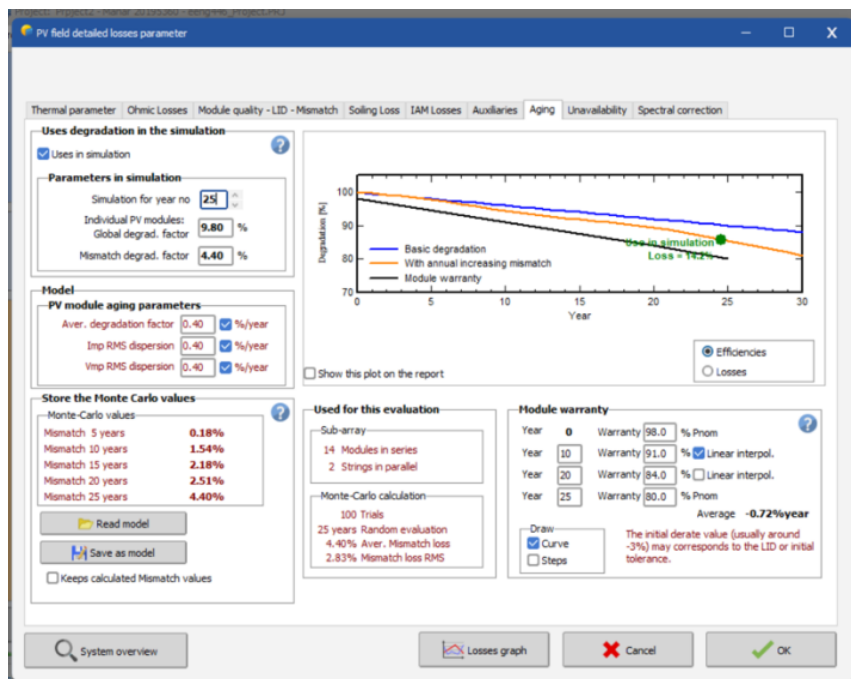 Project: Project2 - Manar 20195360 - eeng446_Project.PRJ
PV field detailed losses parameter
Thermal parameter Ohmic Losses Module quality - LID - Mismatch Soiling Loss IAM Losses Auxiliaries Aging Unavailability Spectral correction
Uses degradation in the simulation
Uses in simulation
Parameters in simulation
Simulation for year no 25
Individual PV modules:
Global degrad. factor 9.80 %
Mismatch degrad. factor 4.40 %
Model
PV module aging parameters
Aver. degradation factor 0.40 %/year
Imp RMS dispersion 0.40 %/year
Vmp RMS dispersion 0.40 %/year
Degradation [%]
100
90
80
70
0 5 10 15 20 25 30
Year
Basic degradation
With annual increasing mismatch
Module warranty
Use in simulation
Loss = 14.2%
Show this plot on the report
Efficiencies
Losses
Store the Monte Carlo values
Monte-Carlo values
Mismatch 5 years 0.18%
Mismatch 10 years 1.54%
Mismatch 15 years 2.18%
Mismatch 20 years 2.51%
Mismatch 25 years 4.40%
Read model
Save as model
Keeps calculated Mismatch values
Used for this evaluation
Sub-array
14 Modules in series
2 Strings in parallel
Monte-Carlo calculation
100 Trials
25 years Random evaluation
4.40% Aver. Mismatch loss
2.83% Mismatch loss RMS
Module warranty
Year 0 Warranty 98.0 % Pnom
Year 10 Warranty 91.0 % Linear interpol.
Year 20 Warranty 84.0 % Linear interpol.
Year 25 Warranty 80.0 % Pnom
Average -0.72%year
Draw
Curve
Steps
The initial derate value (usually around
-3%) may corresponds to the LID or initial
tolerance.
System overview
Losses graph
Cancel
OK